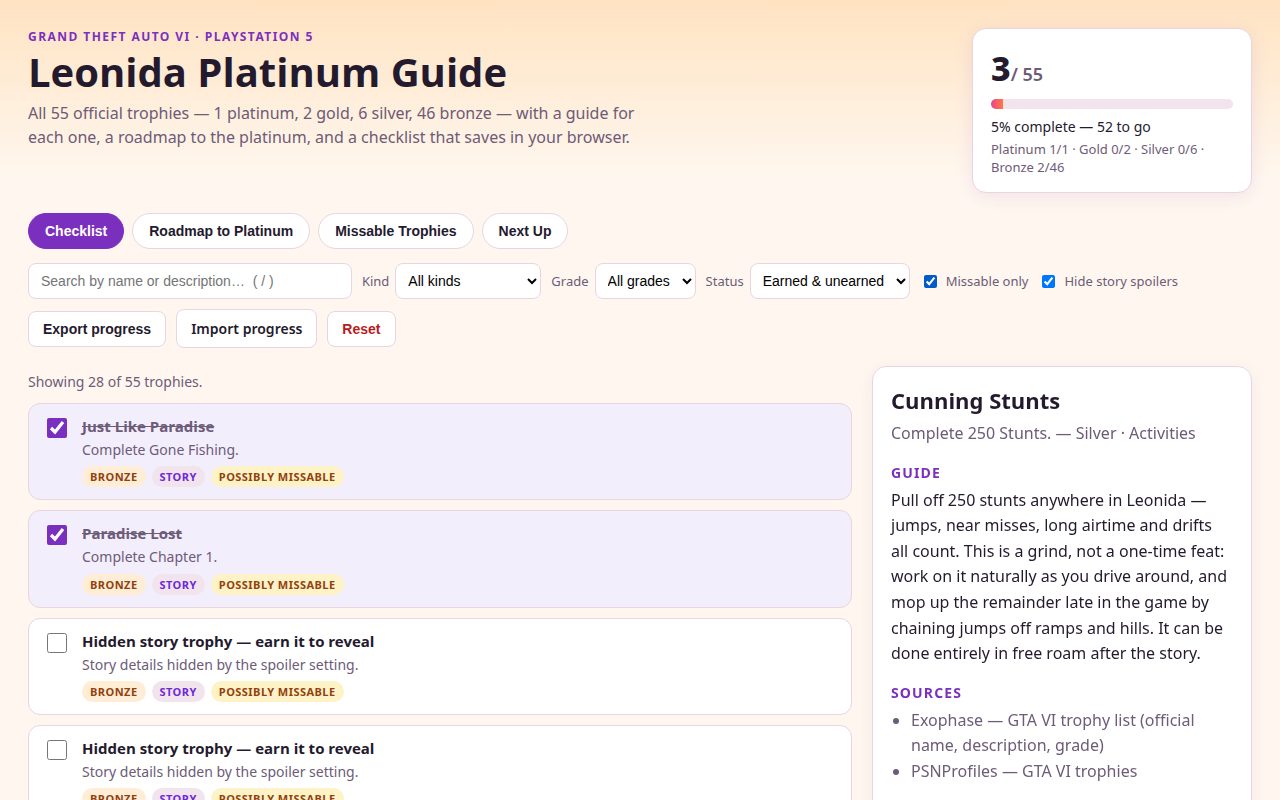 GRAND THEFT AUTO VI · PLAYSTATION 5
Leonida Platinum Guide
All 55 official trophies — 1 platinum, 2 gold, 6 silver, 46 bronze — with a guide for
each one, a roadmap to the platinum, and a checklist that saves in your browser.
3/ 55
5% complete — 52 to go
Platinum 1/1 · Gold 0/2 · Silver 0/6 ·
Bronze 2/46
Checklist
Roadmap to Platinum
Missable Trophies
Next Up
Search by name or description… ( / )
Kind
All kinds
Grade
All grades
Status
Earned & unearned
Missable only
Hide story spoilers
Export progress
Import progress
Reset
Showing 28 of 55 trophies.
Just Like Paradise
Complete Gone Fishing.
BRONZE
STORY
POSSIBLY MISSABLE
Paradise Lost
Complete Chapter 1.
BRONZE
STORY
POSSIBLY MISSABLE
Hidden story trophy — earn it to reveal
Story details hidden by the spoiler setting.
BRONZE
STORY
POSSIBLY MISSABLE
Hidden story trophy — earn it to reveal
Story details hidden by the spoiler setting.
BRONZE
STORY
POSSIBLY MISSABLE
Cunning Stunts
Complete 250 Stunts. — Silver · Activities
GUIDE
Pull off 250 stunts anywhere in Leonida —
jumps, near misses, long airtime and drifts
all count. This is a grind, not a one-time feat:
work on it naturally as you drive around, and
mop up the remainder late in the game by
chaining jumps off ramps and hills. It can be
done entirely in free roam after the story.
SOURCES
Exophase — GTA VI trophy list (official
name, description, grade)
PSNProfiles — GTA VI trophies